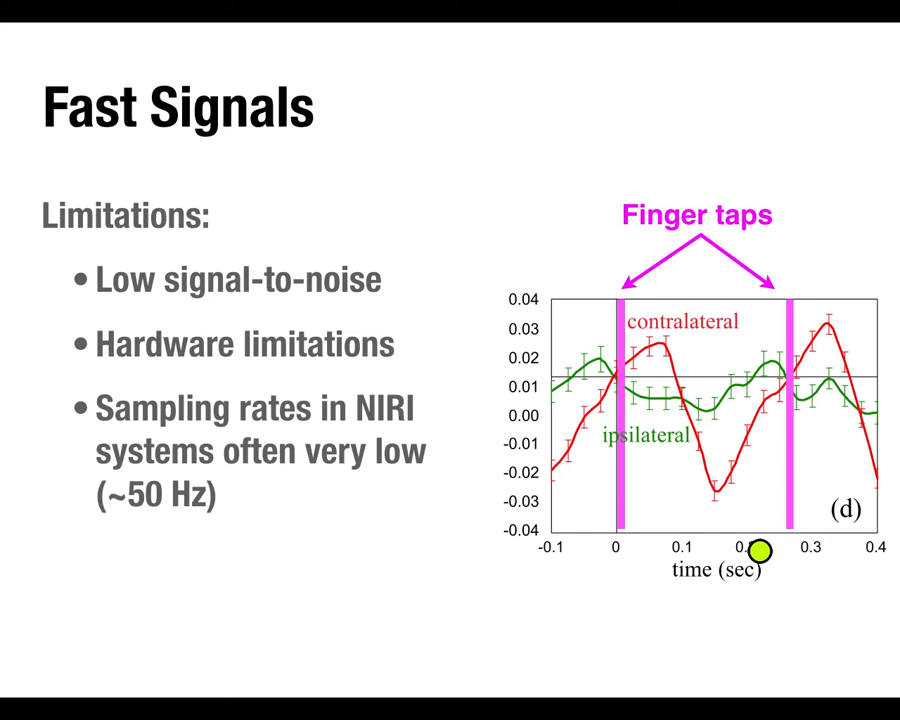 Fast Signals
Limitations:
• Low signal-to-noise
• Hardware limitations
• Sampling rates in NIRI
systems often very low
(~50 Hz)
Finger taps
0.04
0.03
0.02
0.01
0.00
-0.01
-0.02
-0.03
-0.04
contralateral
ipsilateral
(d)
-0.1 0 0.1 0.3 0.4
time (sec)